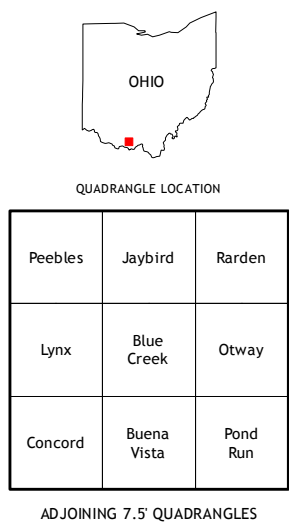 OHIO
QUADRANGLE LOCATION
Peebles Jaybird Rarden
Lynx Blue Creek Otway
Concord Buena Vista Pond Run
ADJOINING 7.5' QUADRANGLES